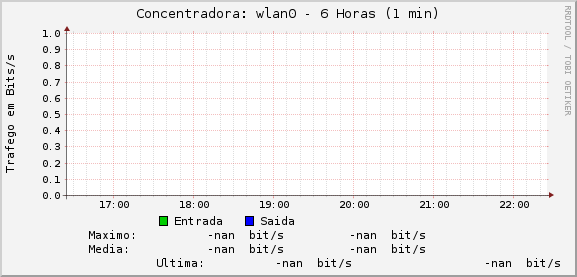 Concentradora: wlan0 - 6 Horas (1 min)
RRDTOOL / TOBI OETIKER
Trafego em Bits/s
1.0
0.9
0.8
0.7
0.6
0.5
0.4
0.3
0.2
0.1
0.0
17:00 18:00 19:00 20:00 21:00 22:00
Entrada Saida
Maximo: -nan bit/s -nan bit/s
Media: -nan bit/s -nan bit/s
Ultima: -nan bit/s -nan bit/s